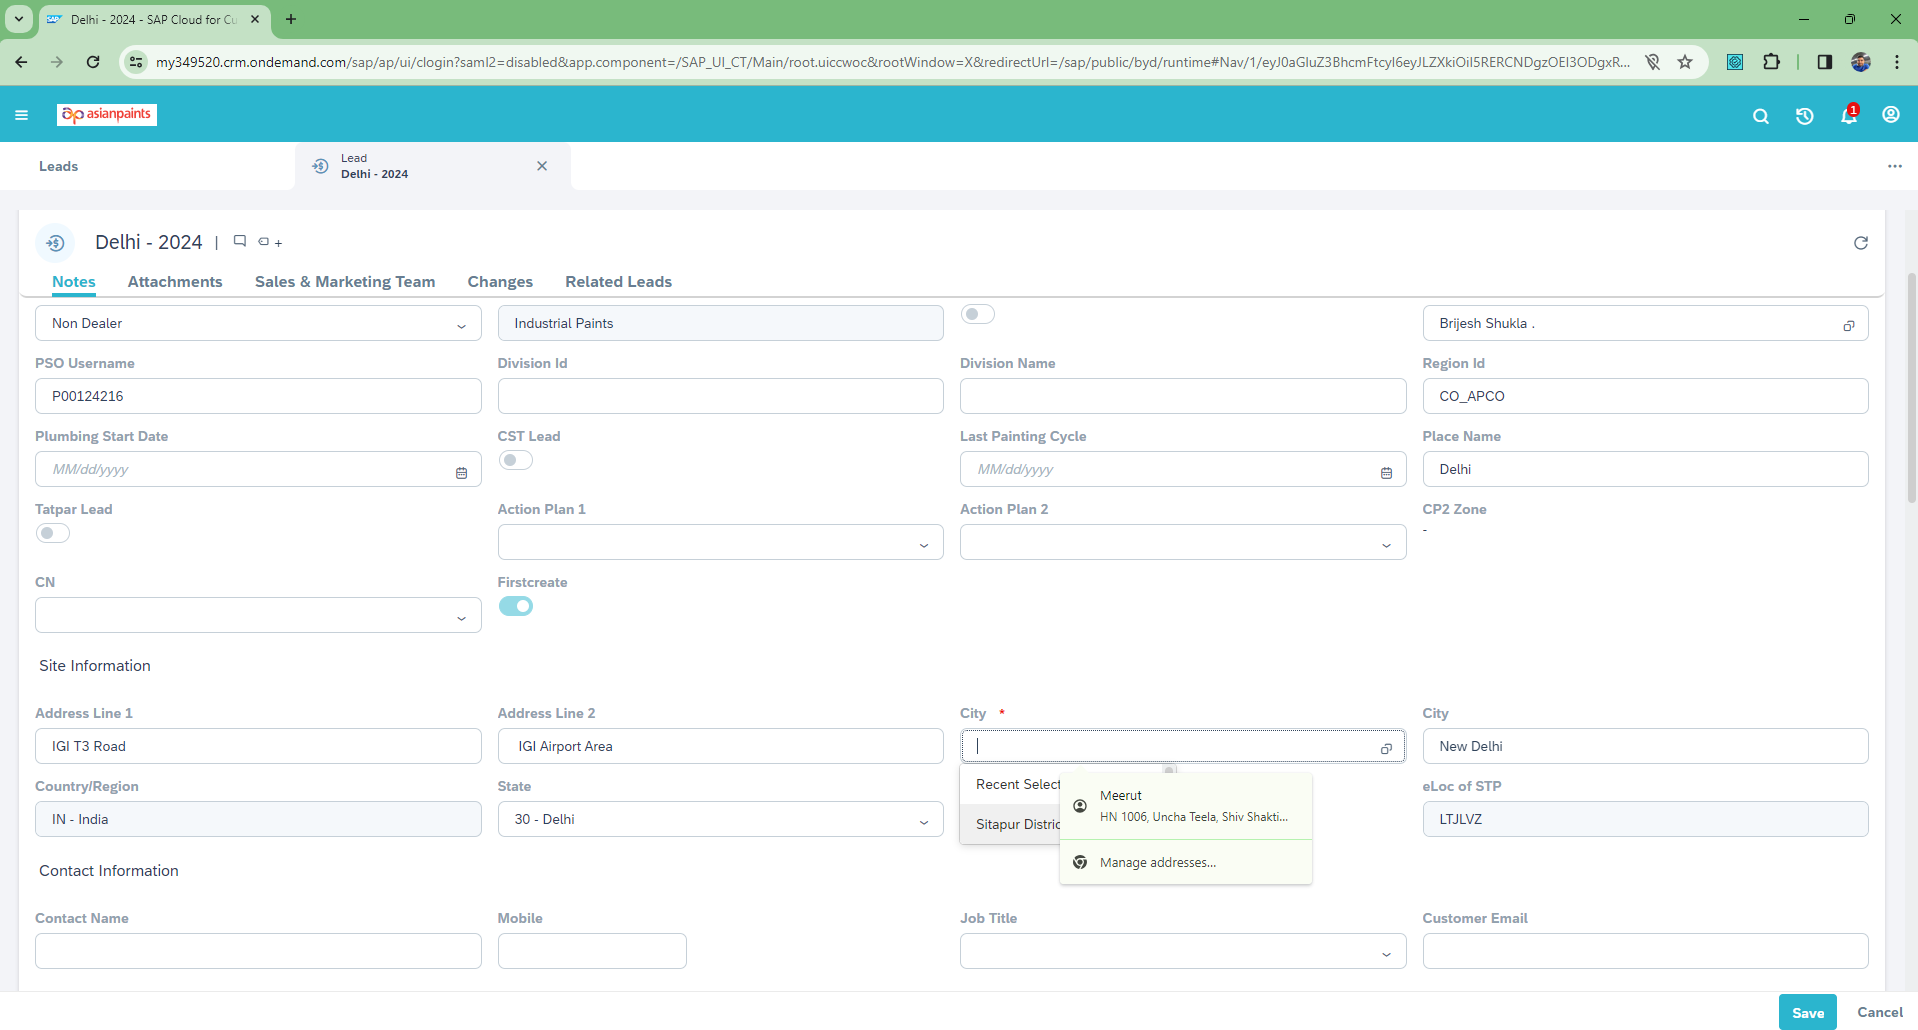 Delhi - 2024 - SAP Cloud for Cu
my349520.crm.ondemand.com/sap/ap/ui/clogin?saml2=disabled&app.component=/SAP_UI_CT/Main/root.uiccwoc&rootWindow=X&redirectUrl=/sap/public/byd/runtime#Nav/1/eyJ0aGluZ3BhcmFtcyI6eyJLZXkiOiI5RERCNDgzOEI3ODgxR...
asianpaints
1
Leads
Lead
Delhi - 2024
Delhi - 2024 |
Notes Attachments Sales & Marketing Team Changes Related Leads
Non Dealer Industrial Paints Brijesh Shukla .
PSO Username Division Id Division Name Region Id
P00124216 CO_APCO
Plumbing Start Date CST Lead Last Painting Cycle Place Name
MM/dd/yyyy MM/dd/yyyy Delhi
Tatpar Lead Action Plan 1 Action Plan 2 CP2 Zone
-
CN Firstcreate
Site Information
Address Line 1 Address Line 2 City * City
IGI T3 Road IGI Airport Area New Delhi
Country/Region State Recent Select eLoc of STP
IN - India 30 - Delhi Sitapur Distric LTJLVZ
Meerut
HN 1006, Uncha Teela, Shiv Shakti...
Manage addresses...
Contact Information
Contact Name Mobile Job Title Customer Email
Save Cancel